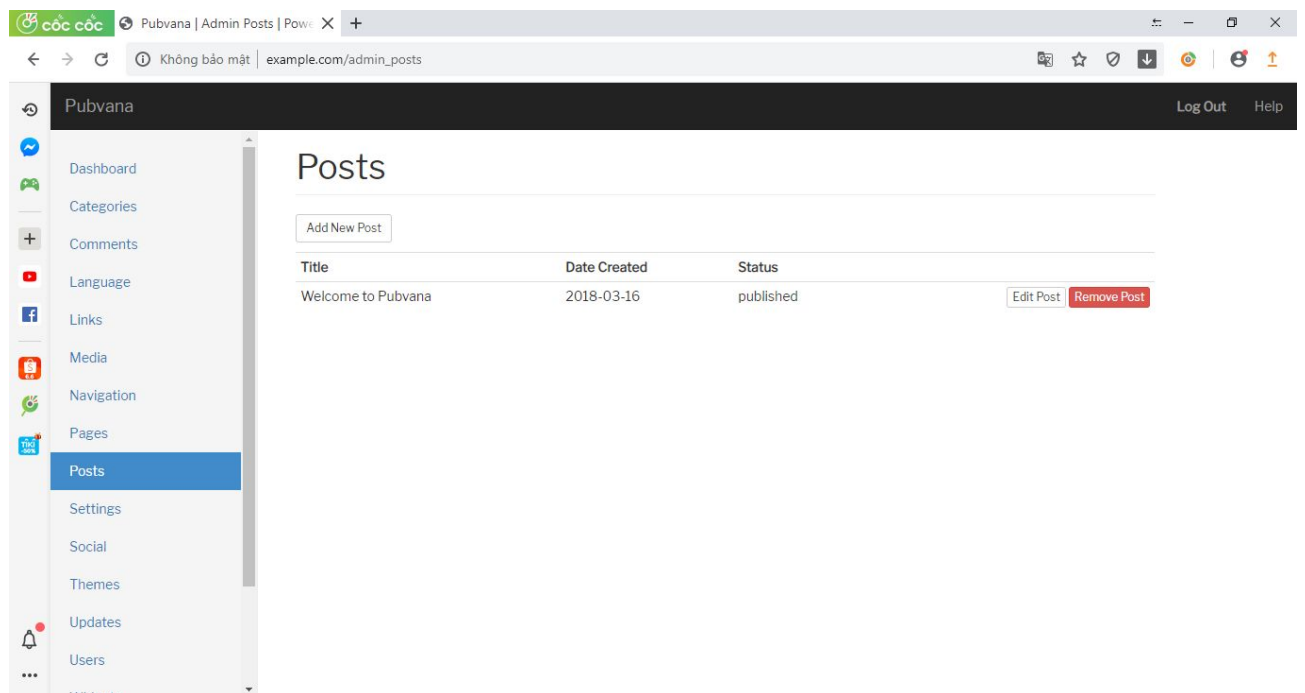 cốc cốc Pubvana | Admin Posts | Powe
Không bảo mật example.com/admin_posts
Pubvana Log Out Help
Dashboard
Categories
Comments
Language
Links
Media
Navigation
Pages
Posts
Settings
Social
Themes
Updates
Users
Posts
Add New Post
Title Date Created Status
Welcome to Pubvana 2018-03-16 published Edit Post Remove Post